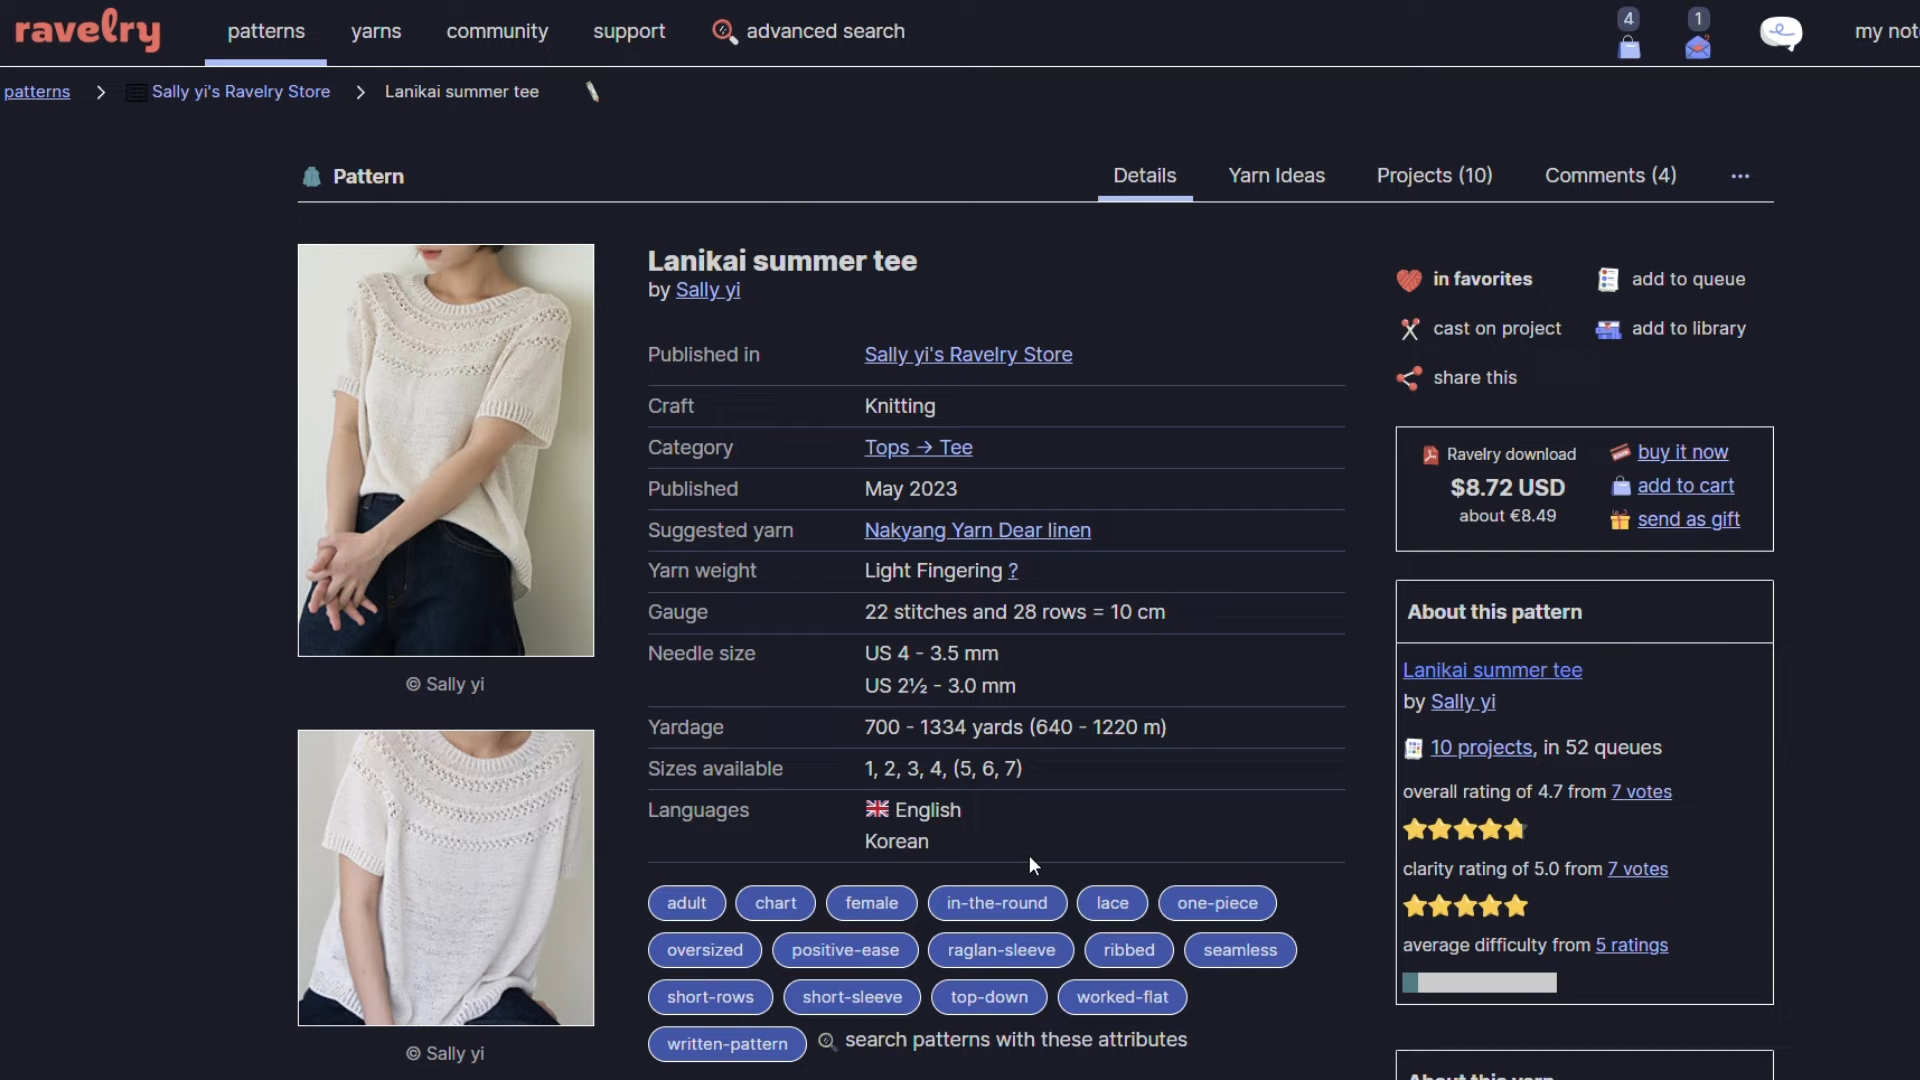 ravelry
patterns
yarns
community
support
advanced search
4
1
my not
patterns
Sally yi's Ravelry Store
Lanikai summer tee
Pattern
Details
Yarn Ideas
Projects (10)
Comments (4)
Lanikai summer tee
by Sally yi
Published in Sally yi's Ravelry Store
Craft Knitting
Category Tops → Tee
Published May 2023
Suggested yarn Nakyang Yarn Dear linen
Yarn weight Light Fingering ?
Gauge 22 stitches and 28 rows = 10 cm
Needle size US 4 - 3.5 mm
US 2½ - 3.0 mm
Yardage 700 - 1334 yards (640 - 1220 m)
Sizes available 1, 2, 3, 4, (5, 6, 7)
Languages English
Korean
adult chart female in-the-round lace one-piece
oversized positive-ease raglan-sleeve ribbed seamless
short-rows short-sleeve top-down worked-flat
written-pattern search patterns with these attributes
© Sally yi
© Sally yi
in favorites add to queue
cast on project add to library
share this
Ravelry download
$8.72 USD
about €8.49
buy it now
add to cart
send as gift
About this pattern
Lanikai summer tee
by Sally yi
10 projects, in 52 queues
overall rating of 4.7 from 7 votes
clarity rating of 5.0 from 7 votes
average difficulty from 5 ratings
About this yarn